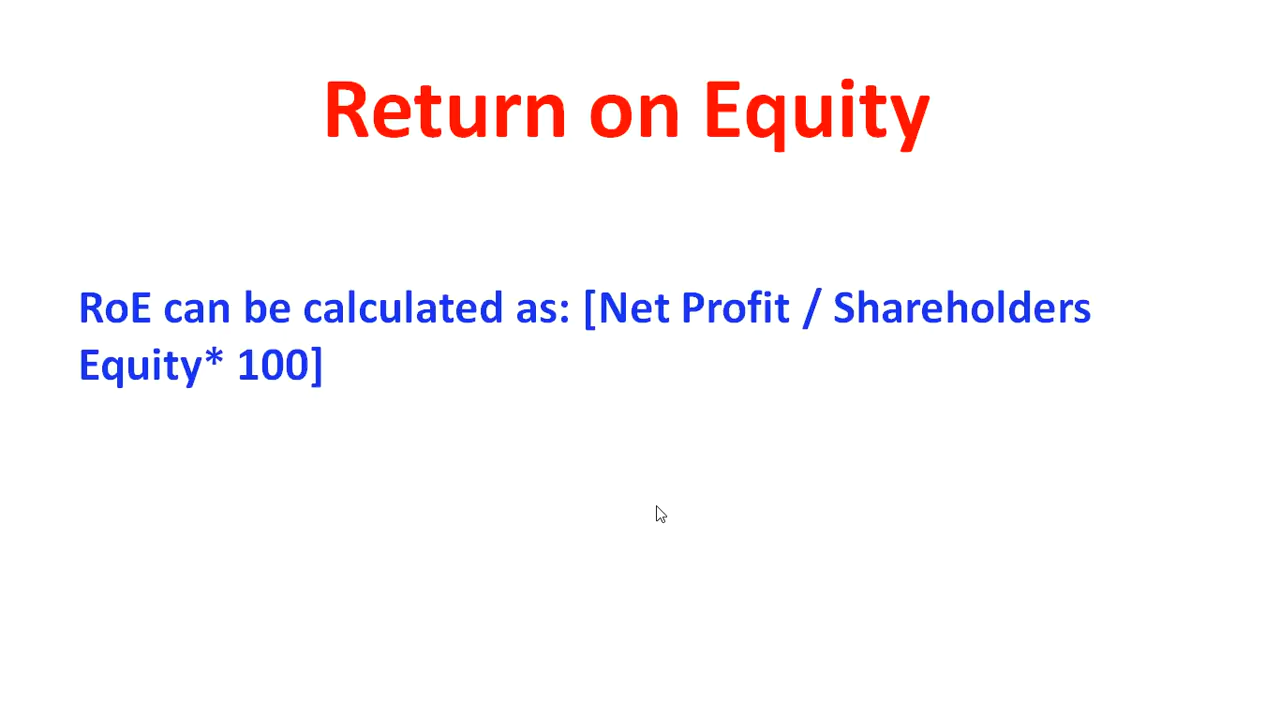 Return on Equity
RoE can be calculated as: [Net Profit / Shareholders
Equity* 100]